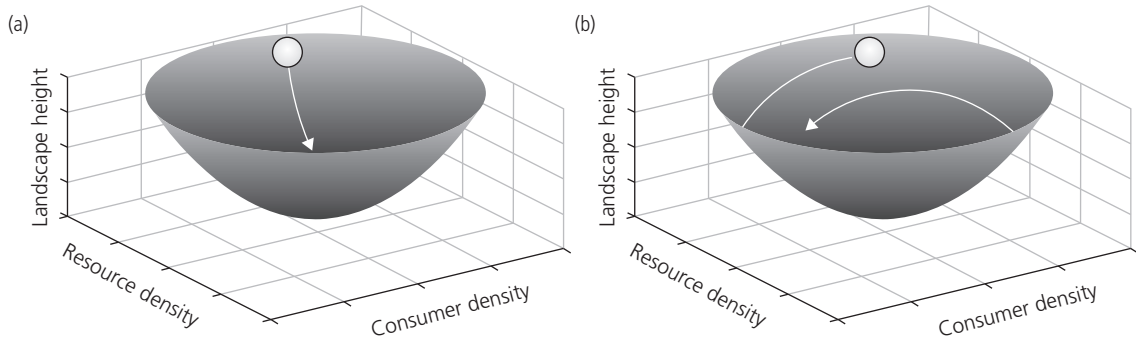 (a)
Landscape height
Resource density
Consumer density
(b)
Landscape height
Resource density
Consumer density